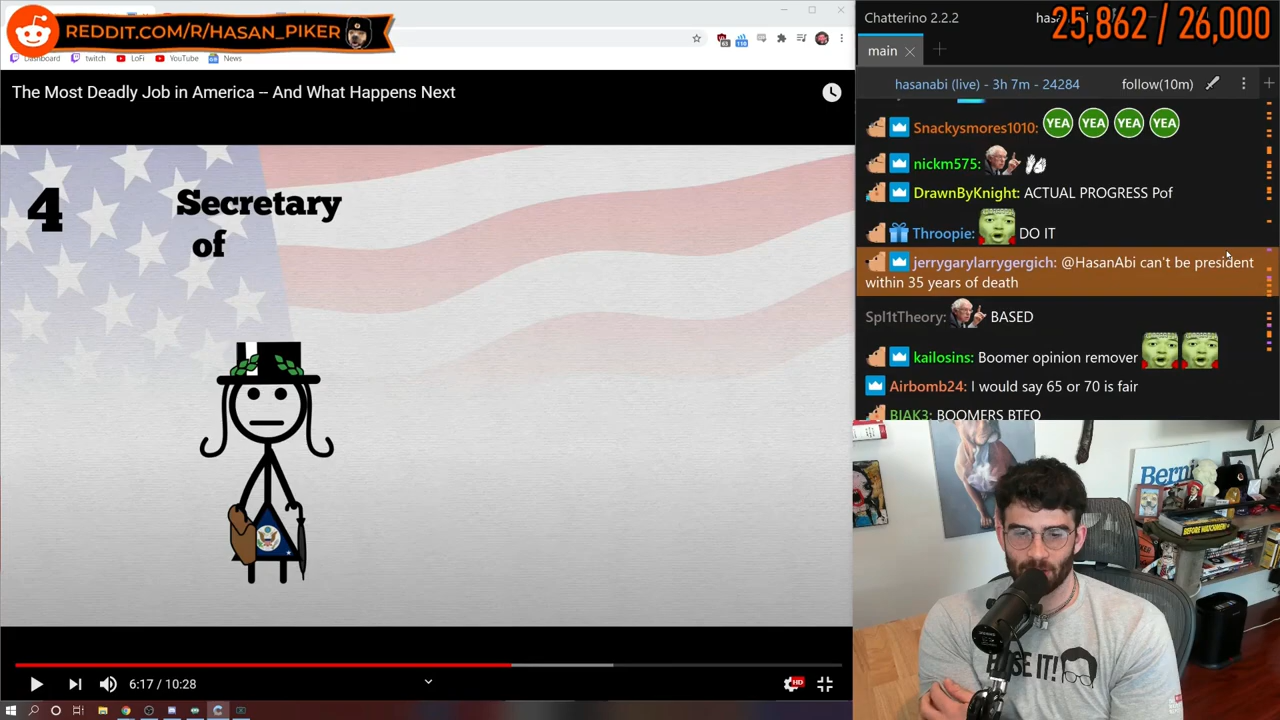 REDDIT.COM/R/HASAN_PIKER
Dashboard
twitch
LoFi
YouTube
News
The Most Deadly Job in America -- And What Happens Next
4
Secretary
of
6:17 / 10:28
HD
Chatterino 2.2.2
25,862 / 26,000
main
hasanabi (live) - 3h 7m - 24284
follow(10m)
Snackysmores1010: YEA YEA YEA YEA
nickm575:
DrawnByKnight: ACTUAL PROGRESS Pof
Throopie: DO IT
jerrygarylarrygergich: @HasanAbi can't be president
within 35 years of death
Spl1tTheory: BASED
kailosins: Boomer opinion remover
Airbomb24: I would say 65 or 70 is fair
BIAK3: BOOMERS BTFO
Bern